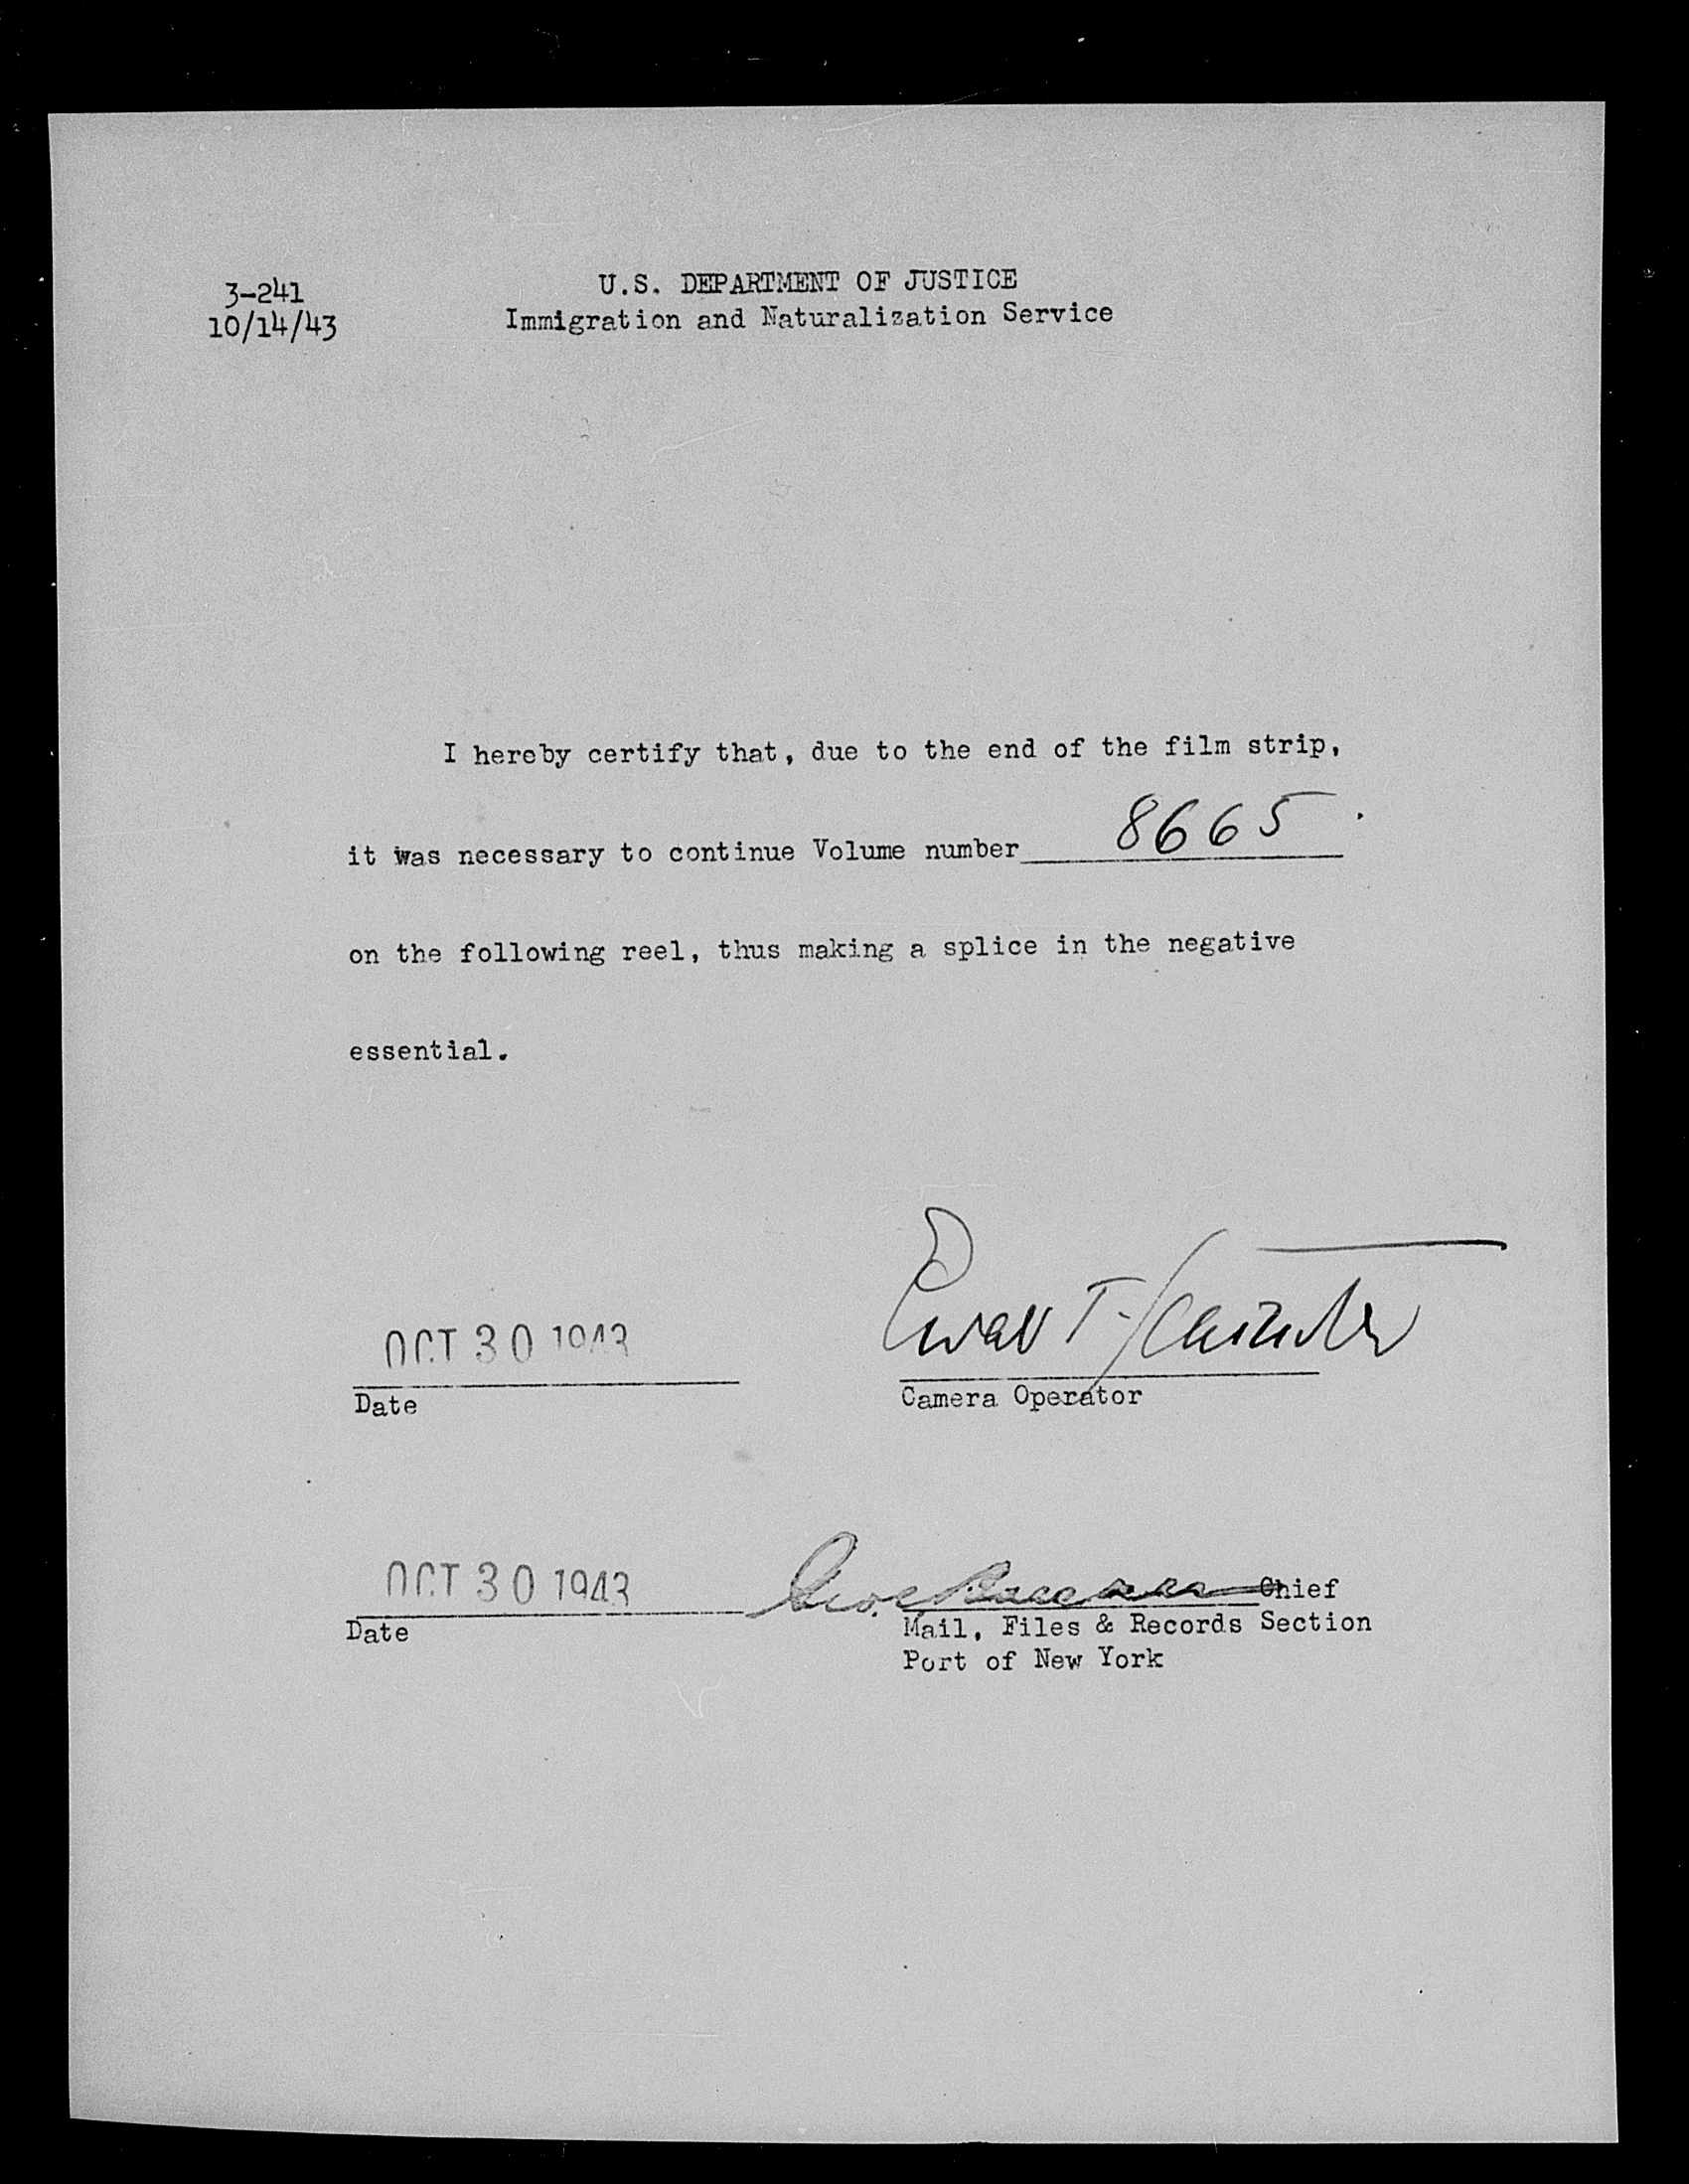 3-241
10/14/43
U.S. DEPARTMENT OF JUSTICE
Immigration and Naturalization Service
I hereby certify that, due to the end of the film strip,
it was necessary to continue Volume number 8665.
on the following reel, thus making a splice in the negative
essential.
OCT 30 1943
Date
T.
Camera Operator
OCT 30 1943
Date
Chief
Mail, Files & Records Section
Port of New York